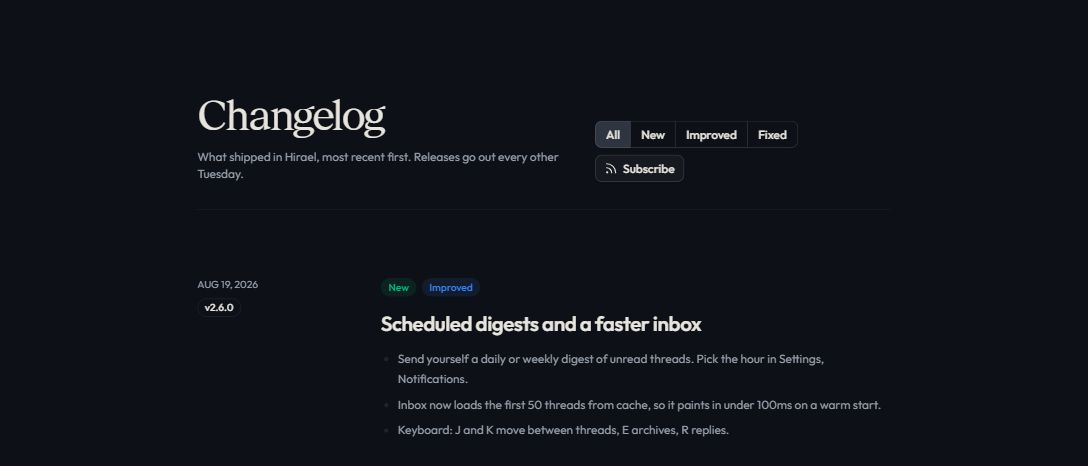 Changelog
What shipped in Hirael, most recent first. Releases go out every other
Tuesday.
All New Improved Fixed
Subscribe
AUG 19, 2026
v2.6.0
New Improved
Scheduled digests and a faster inbox
Send yourself a daily or weekly digest of unread threads. Pick the hour in Settings,
Notifications.
Inbox now loads the first 50 threads from cache, so it paints in under 100ms on a warm start.
Keyboard: J and K move between threads, E archives, R replies.